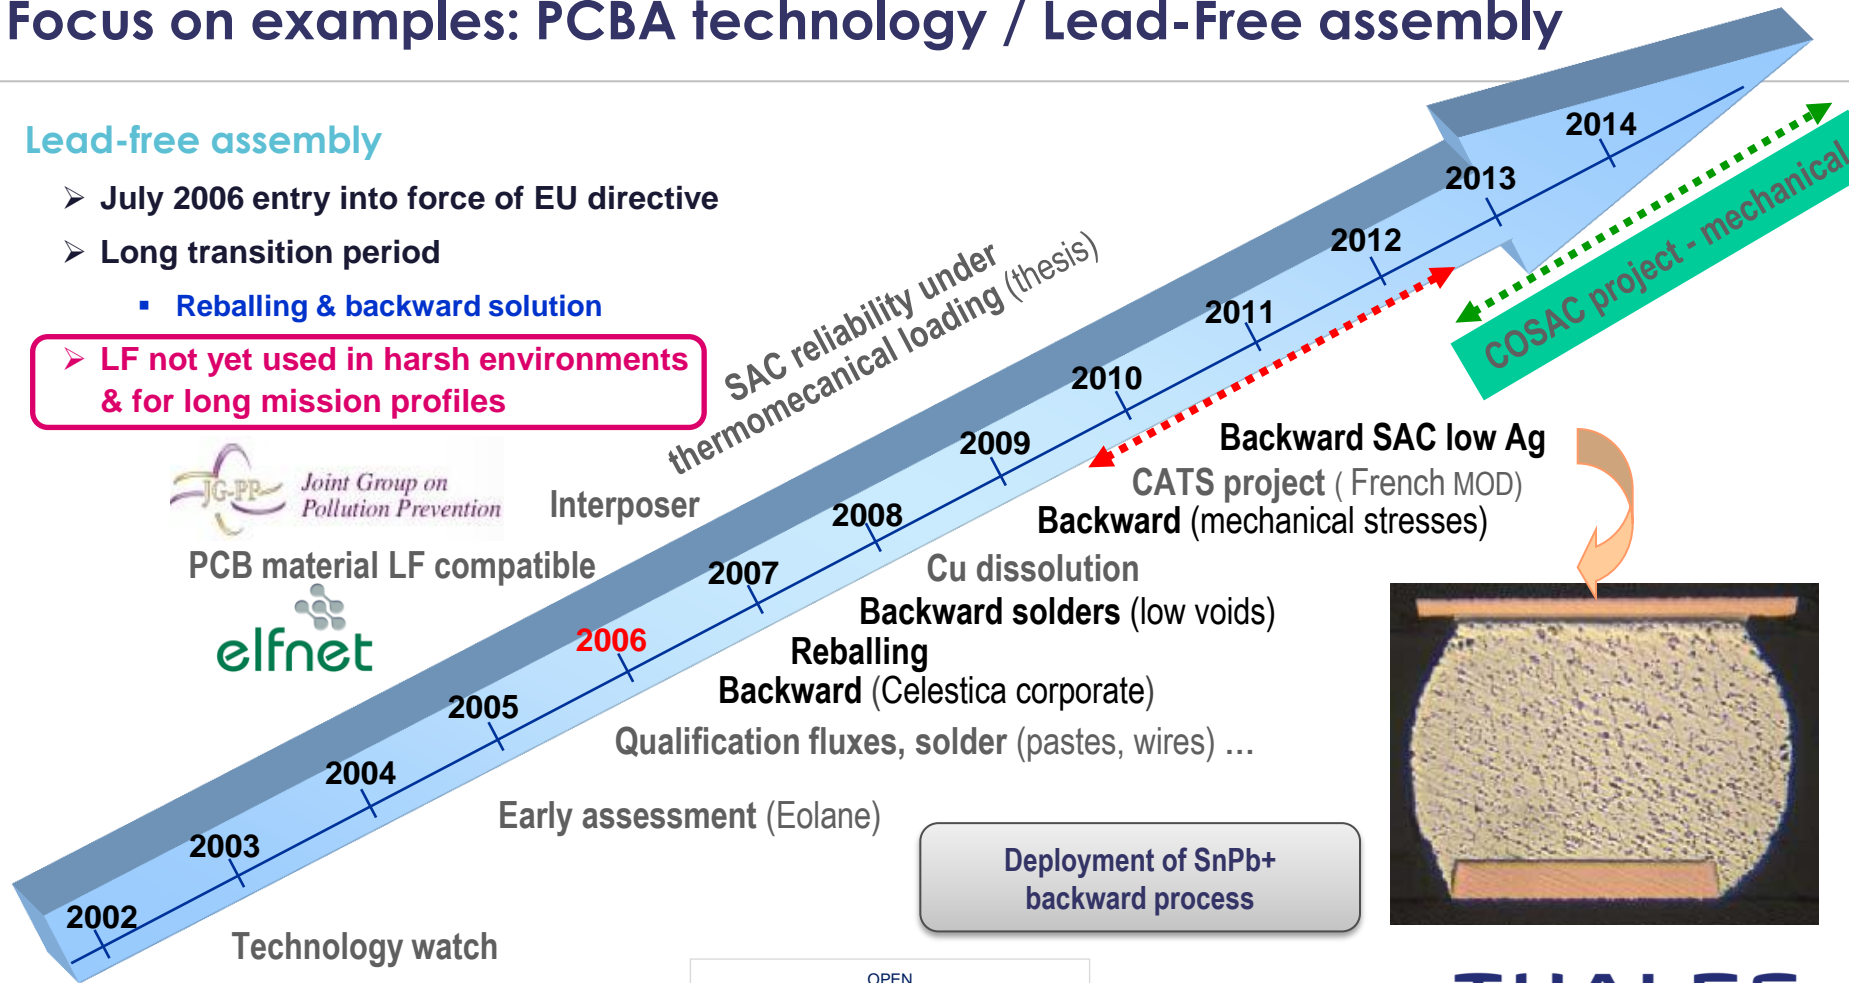 Focus on examples: PCBA technology / Lead-Free assembly
Lead-free assembly
➢ July 2006 entry into force of EU directive
➢ Long transition period
▪ Reballing & backward solution
➢ LF not yet used in harsh environments
& for long mission profiles
JG-PP
Joint Group on
Pollution Prevention
PCB material LF compatible
elfnet
Interposer
SAC reliability under
thermomecanical loading (thesis)
2002
2003
2004
2005
2006
2007
2008
2009
2010
2011
2012
2013
2014
COSAC project - mechanical
Backward SAC low Ag
CATS project ( French MOD)
Backward (mechanical stresses)
Cu dissolution
Backward solders (low voids)
Reballing
Backward (Celestica corporate)
Qualification fluxes, solder (pastes, wires) …
Early assessment (Eolane)
Technology watch
Deployment of SnPb+
backward process
OPEN
THALES